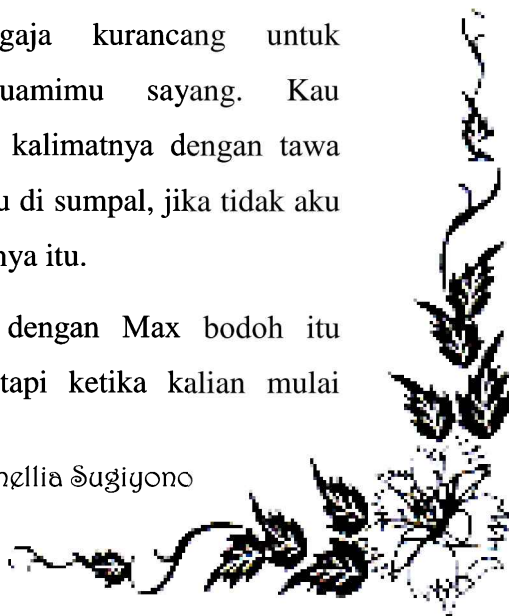 gaja kurancang untuk
uamimu sayang. Kau
kalimatnya dengan tawa
u di sumpal, jika tidak aku
nya itu.
dengan Max bodoh itu
tapi ketika kalian mulai
nellia Sugiyono